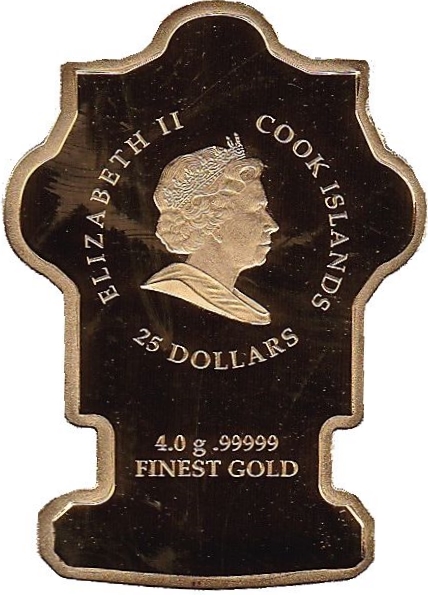 ELIZABETH II
COOK ISLANDS
25 DOLLARS
4.0 g .99999
FINEST GOLD